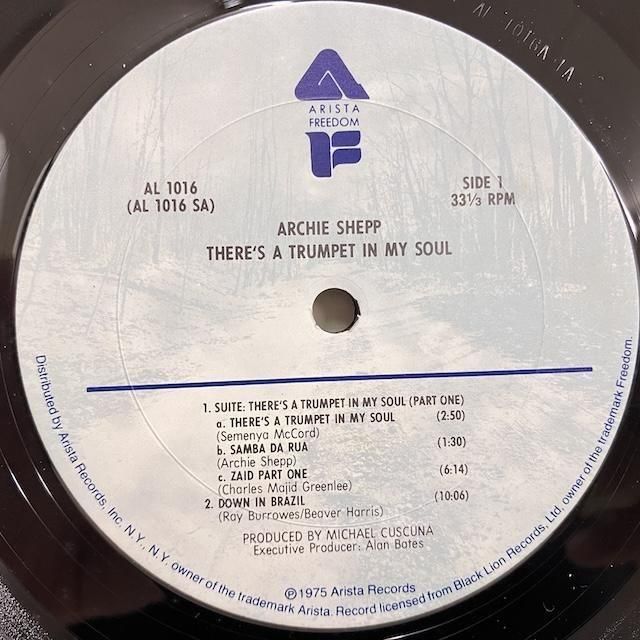 AL 1016A 1A
ARISTA
FREEDOM
AL 1016
(AL 1016 SA)
SIDE 1
33⅓ RPM
ARCHIE SHEPP
THERE'S A TRUMPET IN MY SOUL
1. SUITE: THERE'S A TRUMPET IN MY SOUL (PART ONE)
a. THERE'S A TRUMPET IN MY SOUL (2:50)
(Semenya McCord)
b. SAMBA DA RUA (1:30)
(Archie Shepp)
c. ZAID PART ONE (6:14)
(Charles Majid Greenlee)
2. DOWN IN BRAZIL (10:06)
(Ray Burrowes/Beaver Harris)
PRODUCED BY MICHAEL CUSCUNA
Executive Producer: Alan Bates
℗1975 Arista Records
Distributed by Arista Records, Inc. N.Y., N.Y. owner of the trademark Arista. Record licensed from Black Lion Records, Ltd. owner of the trademark Freedom.